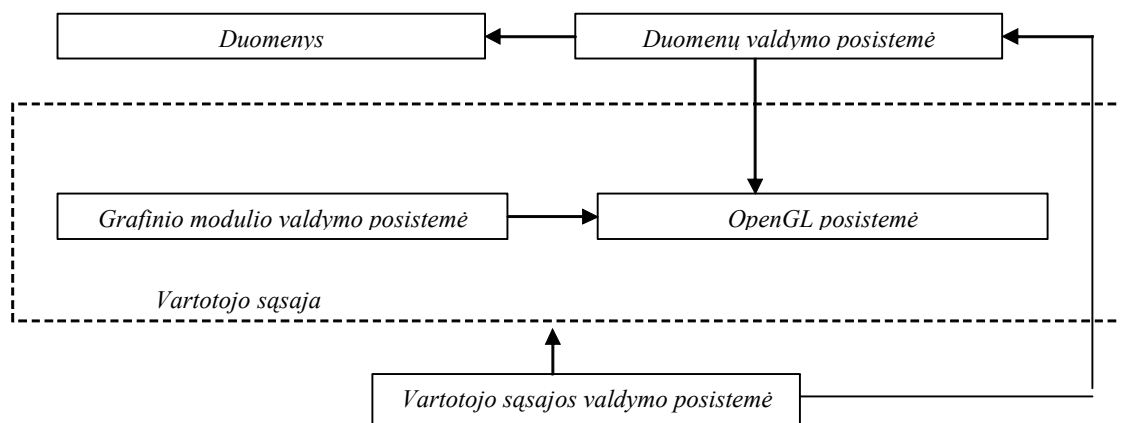 Duomenys
Duomenų valdymo posistemė
Grafinio modulio valdymo posistemė
OpenGL posistemė
Vartotojo sąsaja
Vartotojo sąsajos valdymo posistemė